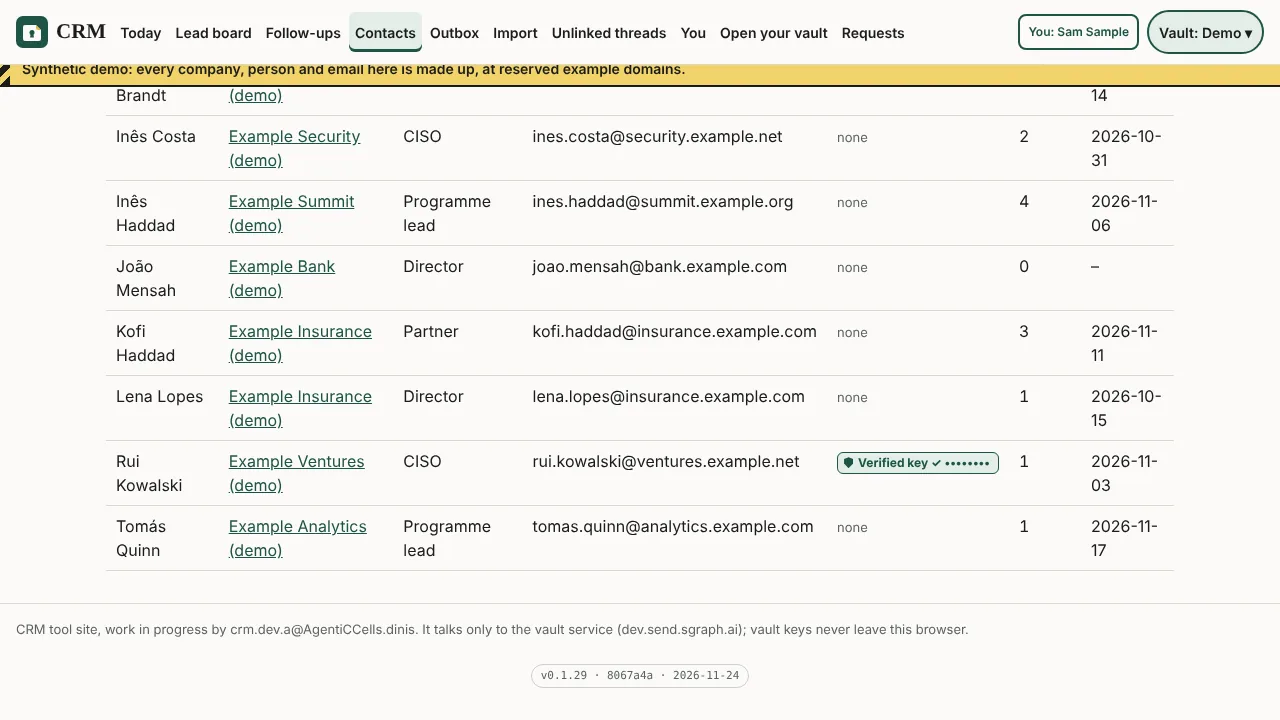 CRM Today Lead board Follow-ups Contacts Outbox Import Unlinked threads You Open your vault Requests You: Sam Sample Vault: Demo ▾
Synthetic demo: every company, person and email here is made up, at reserved example domains.
Brandt (demo) 14
Inês Costa Example Security CISO ines.costa@security.example.net none 2 2026-10-
(demo) 31
Inês Example Summit Programme ines.haddad@summit.example.org none 4 2026-11-
Haddad (demo) lead 06
João Example Bank Director joao.mensah@bank.example.com none 0 –
Mensah (demo)
Kofi Example Insurance Partner kofi.haddad@insurance.example.com none 3 2026-11-
Haddad (demo) 11
Lena Lopes Example Insurance Director lena.lopes@insurance.example.com none 1 2026-10-
(demo) 15
Rui Example Ventures CISO rui.kowalski@ventures.example.net Verified key ✓ •••••••• 1 2026-11-
Kowalski (demo) 03
Tomás Example Analytics Programme tomas.quinn@analytics.example.com none 1 2026-11-
Quinn (demo) lead 17
CRM tool site, work in progress by crm.dev.a@AgentiCCells.dinis. It talks only to the vault service (dev.send.sgraph.ai); vault keys never leave this browser.
v0.1.29 · 8067a4a · 2026-11-24